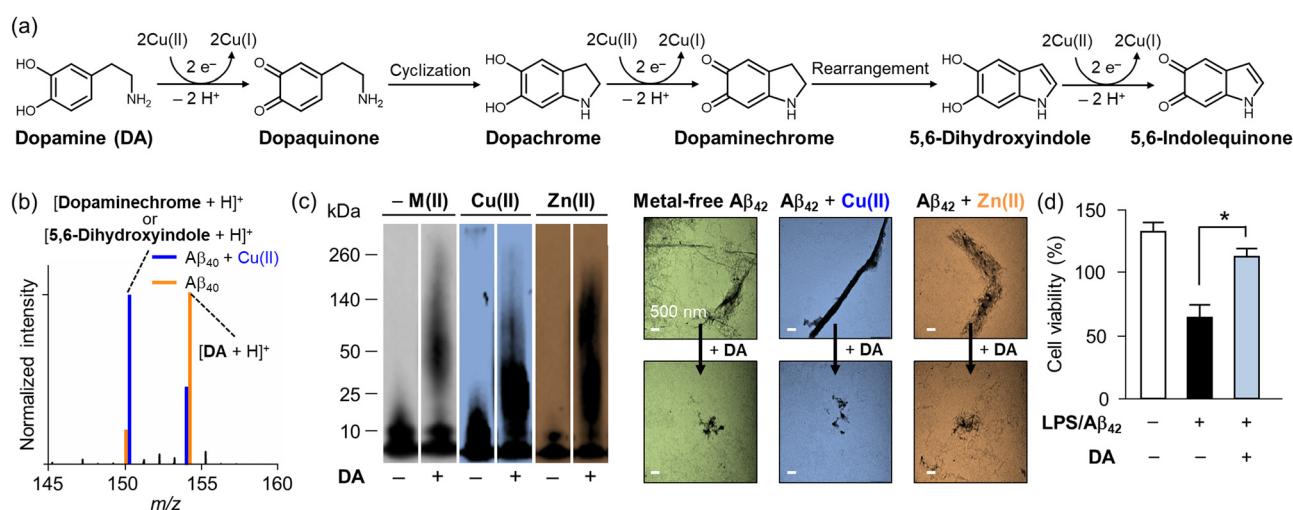 (a)
2Cu(II) 2Cu(I)
2 e⁻
– 2 H⁺
Cyclization
2Cu(II) 2Cu(I)
2 e⁻
– 2 H⁺
Rearrangement
2Cu(II) 2Cu(I)
2 e⁻
– 2 H⁺
HO
HO
NH₂
O
O
NH₂
HO
HO
N
H
O
O
N
H
HO
HO
N
H
O
O
N
H
Dopamine (DA)
Dopaquinone
Dopachrome
Dopaminechrome
5,6-Dihydroxyindole
5,6-Indolequinone
(b)
[Dopaminechrome + H]⁺
or
[5,6-Dihydroxyindole + H]⁺
Aβ₄₀ + Cu(II)
Aβ₄₀
[DA + H]⁺
Normalized intensity
145 150 155 160
m/z
(c)
– M(II) Cu(II) Zn(II)
kDa
260
140
50
25
10
DA – + – + – +
Metal-free Aβ₄₂ Aβ₄₂ + Cu(II) Aβ₄₂ + Zn(II)
500 nm
+ DA + DA + DA
(d)
Cell viability (%)
150
100
50
0
*
LPS/Aβ₄₂ – + +
DA – – +